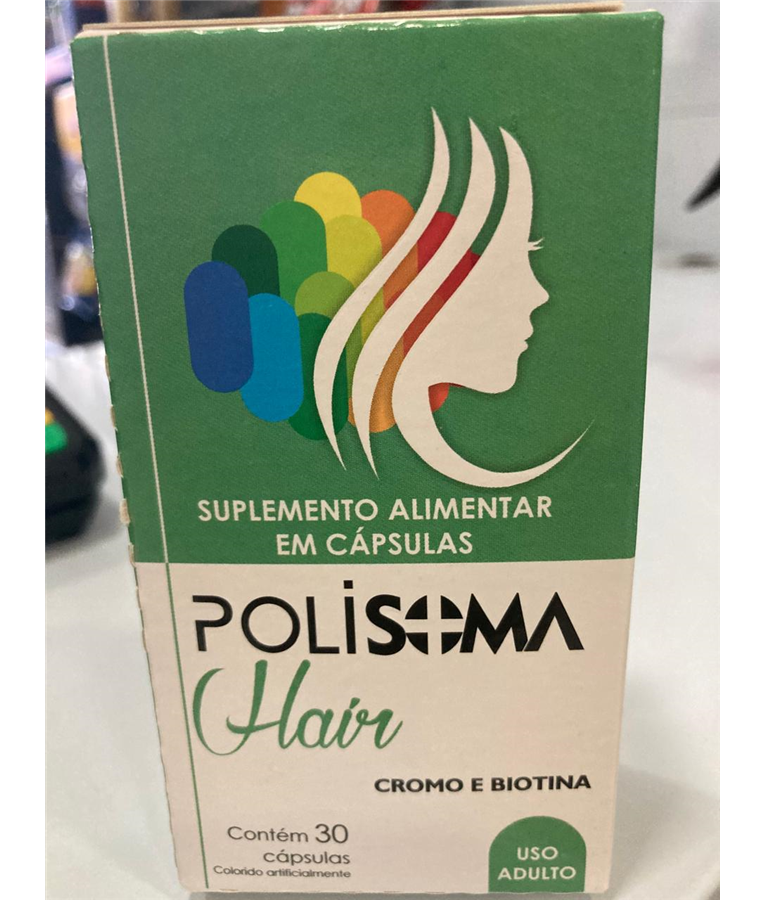 SUPLEMENTO ALIMENTAR
EM CÁPSULAS
POLISOMA
Hair
CROMO E BIOTINA
Contém 30
cápsulas
Colorido artificialmente
USO
ADULTO